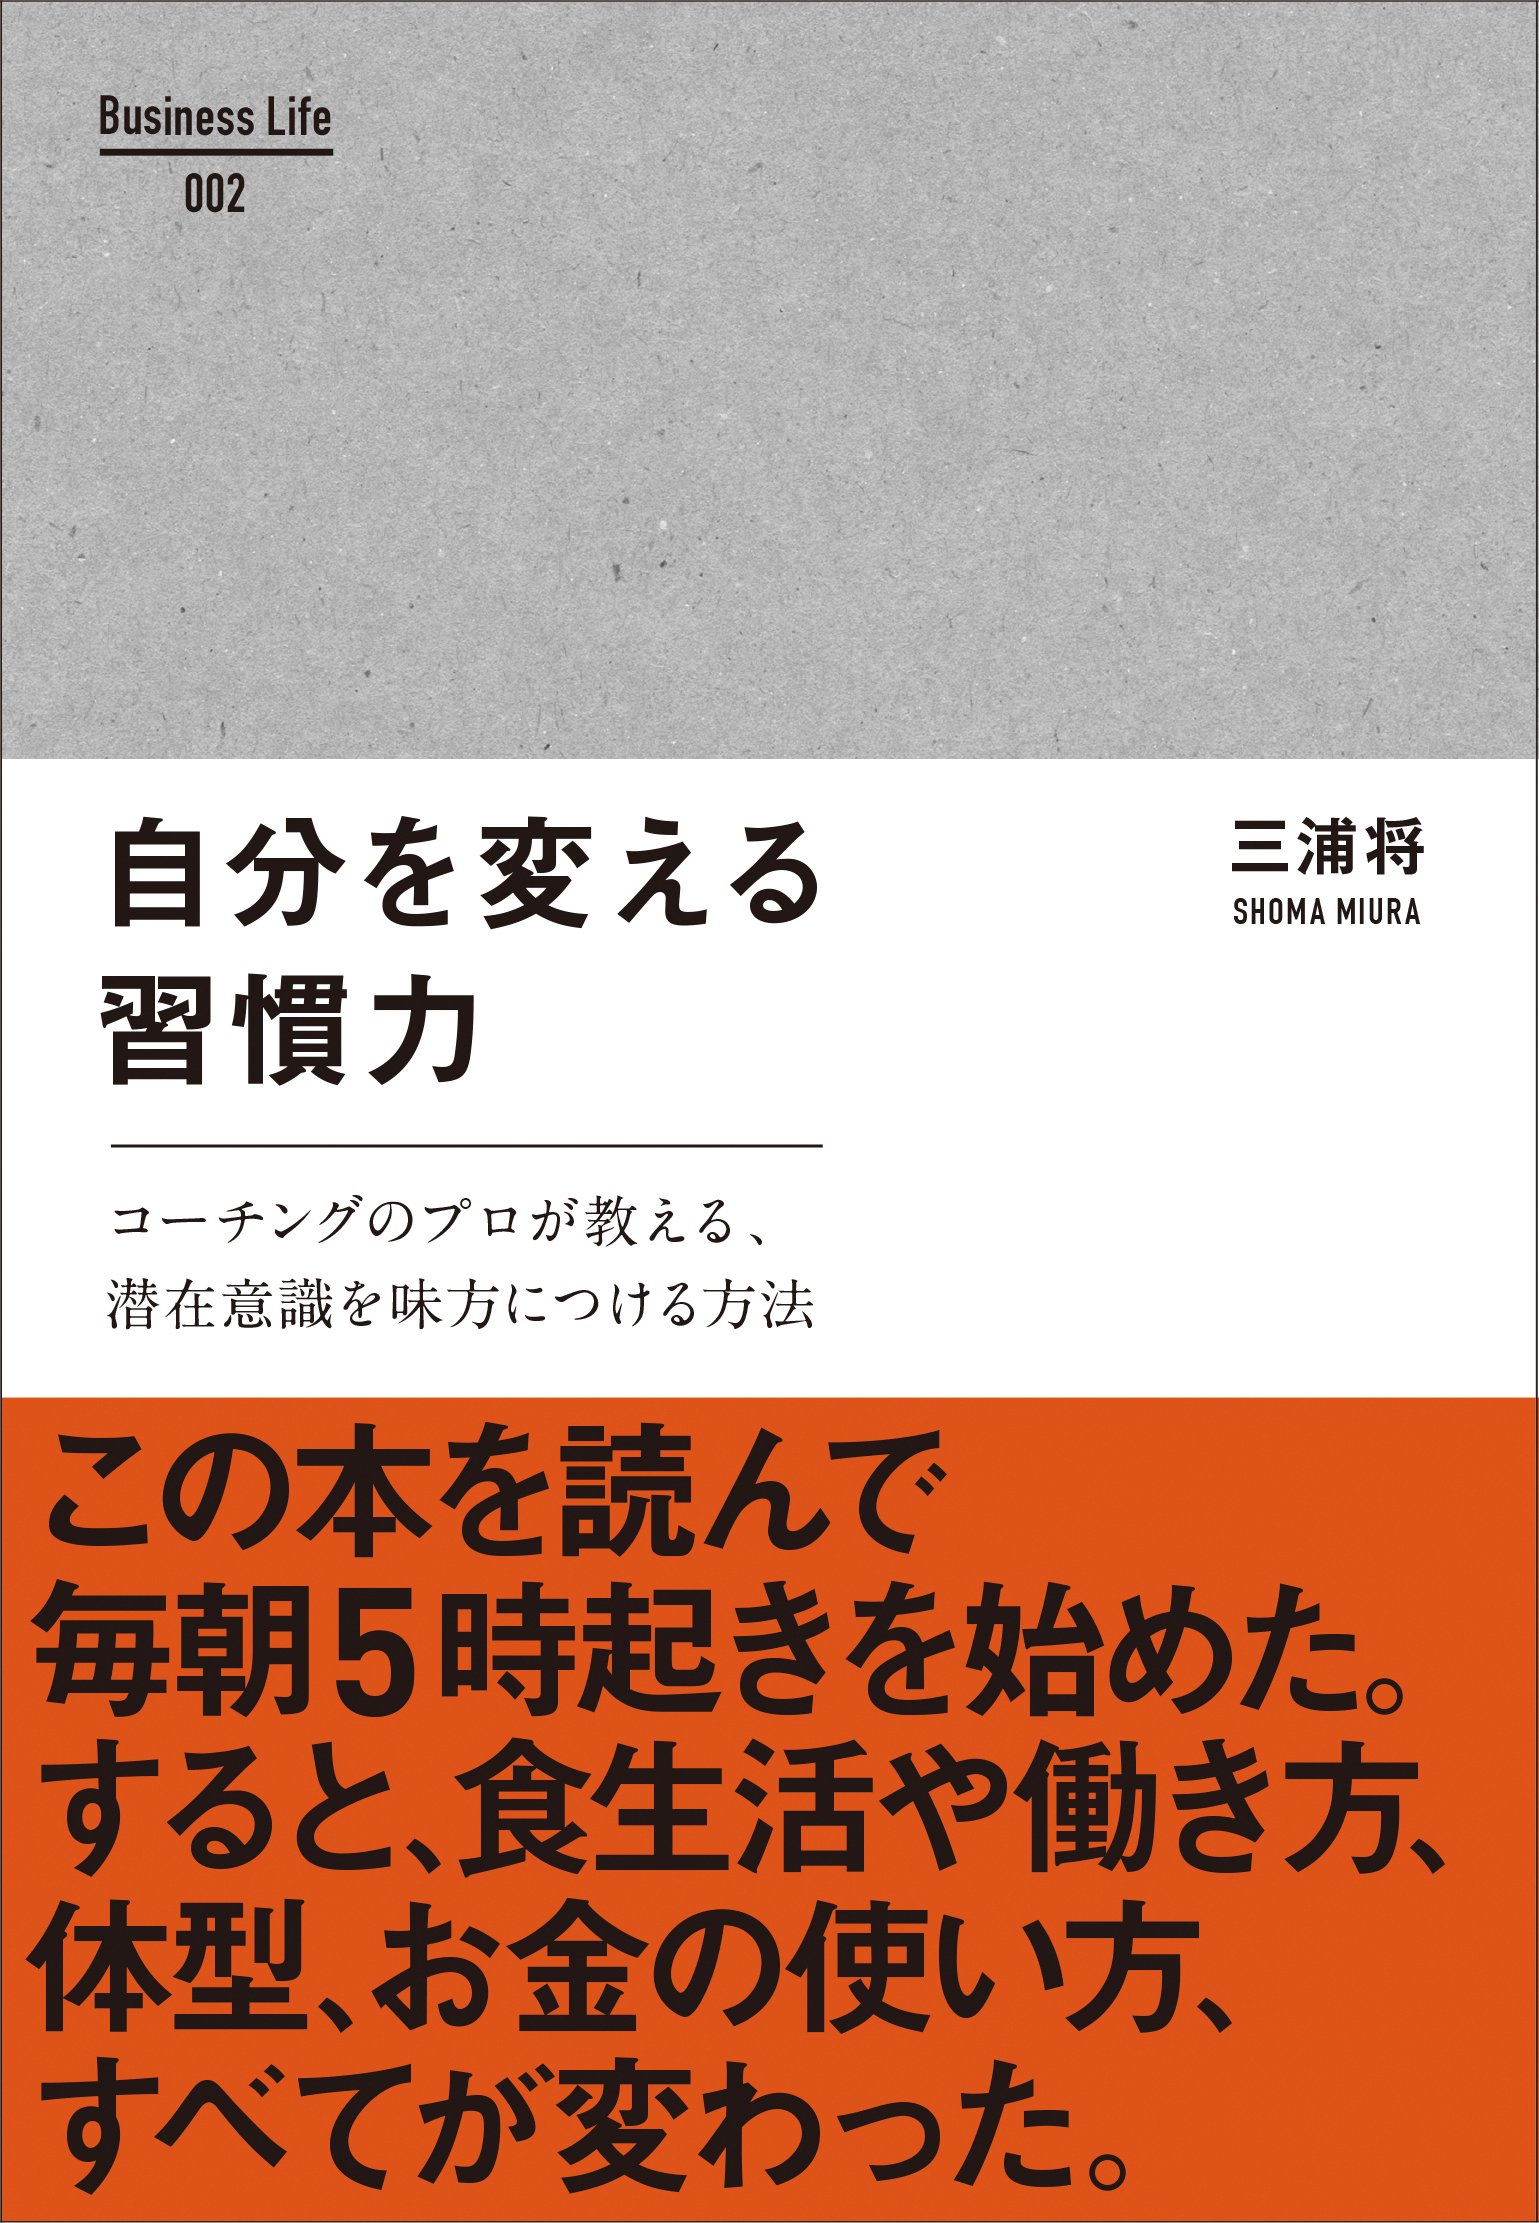 Business Life
002
自分を変える
習慣力
三浦将
SHOMA MIURA
コーチングのプロが教える、
潜在意識を味方につける方法
この本を読んで
毎朝5時起きを始めた。
すると、食生活や働き方、
体型、お金の使い方、
すべてが変わった。